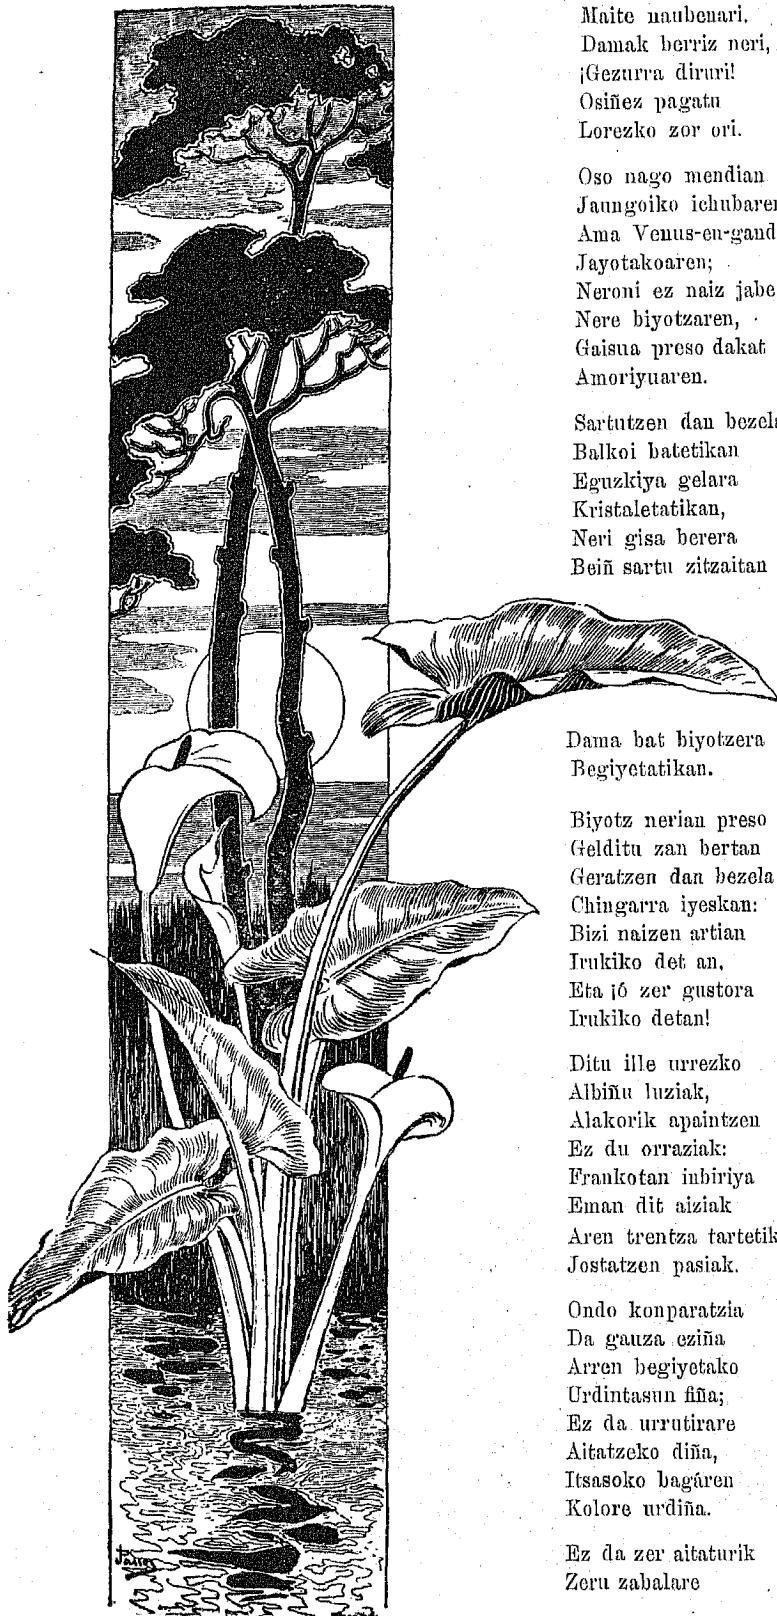 Maite naubenari,
Damak berriz neri,
¡Gezurra diruri!
Osiñez pagatu
Lorezko zor ori.
Oso nago mendian
Jaungoiko ichubaren
Ama Venus-en-gand
Jayotakoaren;
Neroni ez naiz jabe
Nere biyotzaren,
Gaisua preso dakat
Amoriyuaren.
Sartutzen dan bezela
Balkoi batetikan
Eguzkiya gelara
Kristaletatikan,
Neri gisa berera
Beiñ sartu zitzaitan
Dama bat biyotzera
Begiyetatikan.
Biyotz nerian preso
Gelditu zan bertan
Geratzen dan bezela
Chingarra iyeskan:
Bizi naizen artian
Irukiko det an,
Eta ¡ó zer gustora
Irukiko detan!
Ditu ille urrezko
Albiñu luziak,
Alakorik apaintzen
Ez du orraziak:
Frankotan inbiriya
Eman dit aiziak
Aren trentza tartetik
Jostatzen pasiak.
Ondo konparatzia
Da gauza eziña
Arren begiyetako
Urdintasun fiña;
Ez da urrutirare
Aitatzeko diña,
Itsasoko bagáren
Kolore urdiña.
Ez da zer aitaturik
Zeru zabalare